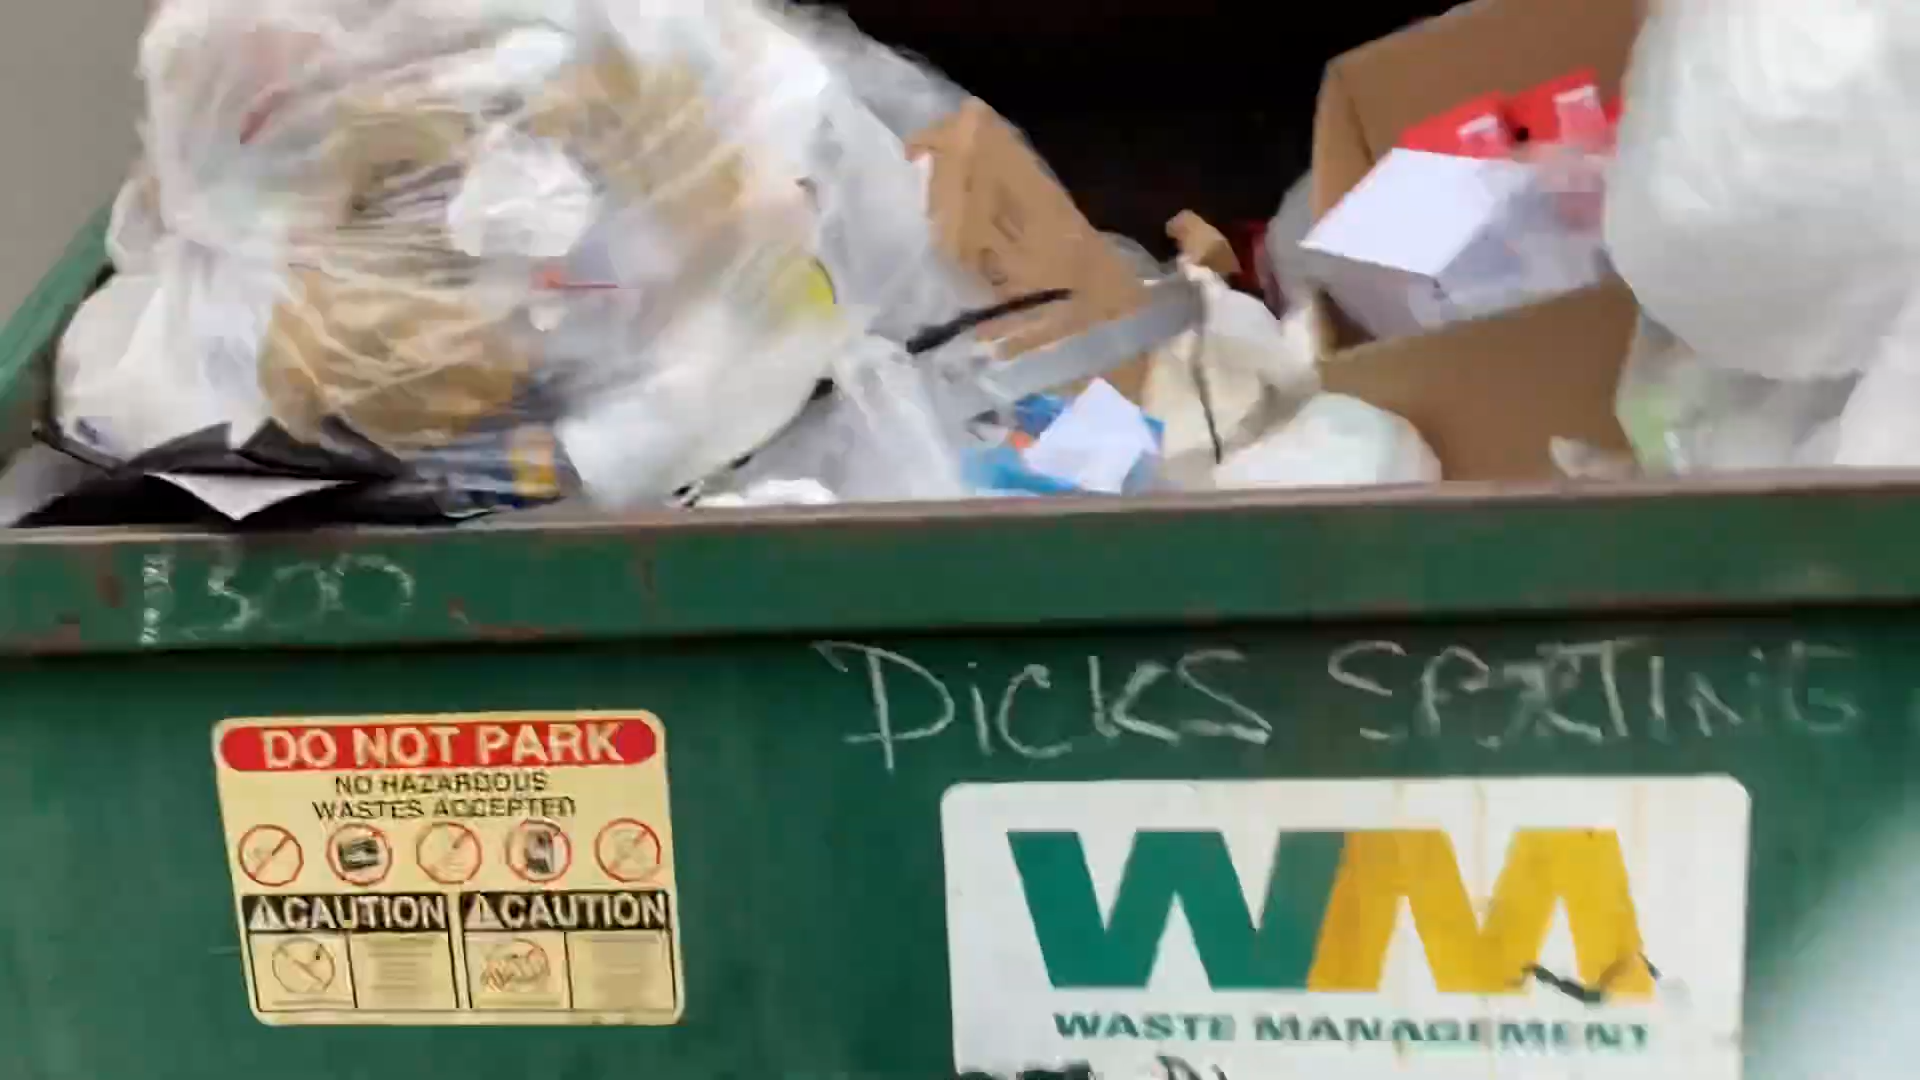 1300
DICKS SPORTING
DO NOT PARK
NO HAZARDOUS
WASTES ACCEPTED
CAUTION CAUTION
WM
WASTE MANAGEMENT